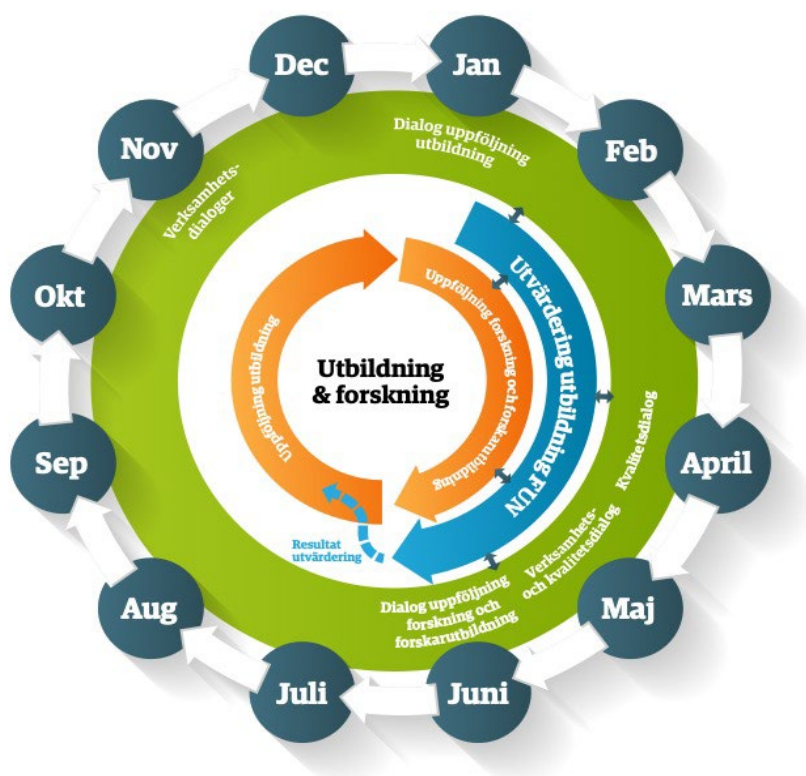 Dec
Jan
Feb
Mars
April
Maj
Juni
Juli
Aug
Sep
Okt
Nov
Dialog uppföljning
utbildning
Kvalitetsdialog
Verksamhets-
och kvalitetsdialog
Dialog uppföljning
forskning och
forskarutbildning
Verksamhets-
dialoger
Utvärdering utbildning FUN
Uppföljning forskning och forskarutbildning
Uppföljning utbildning
Resultat
utvärdering
Utbildning
& forskning